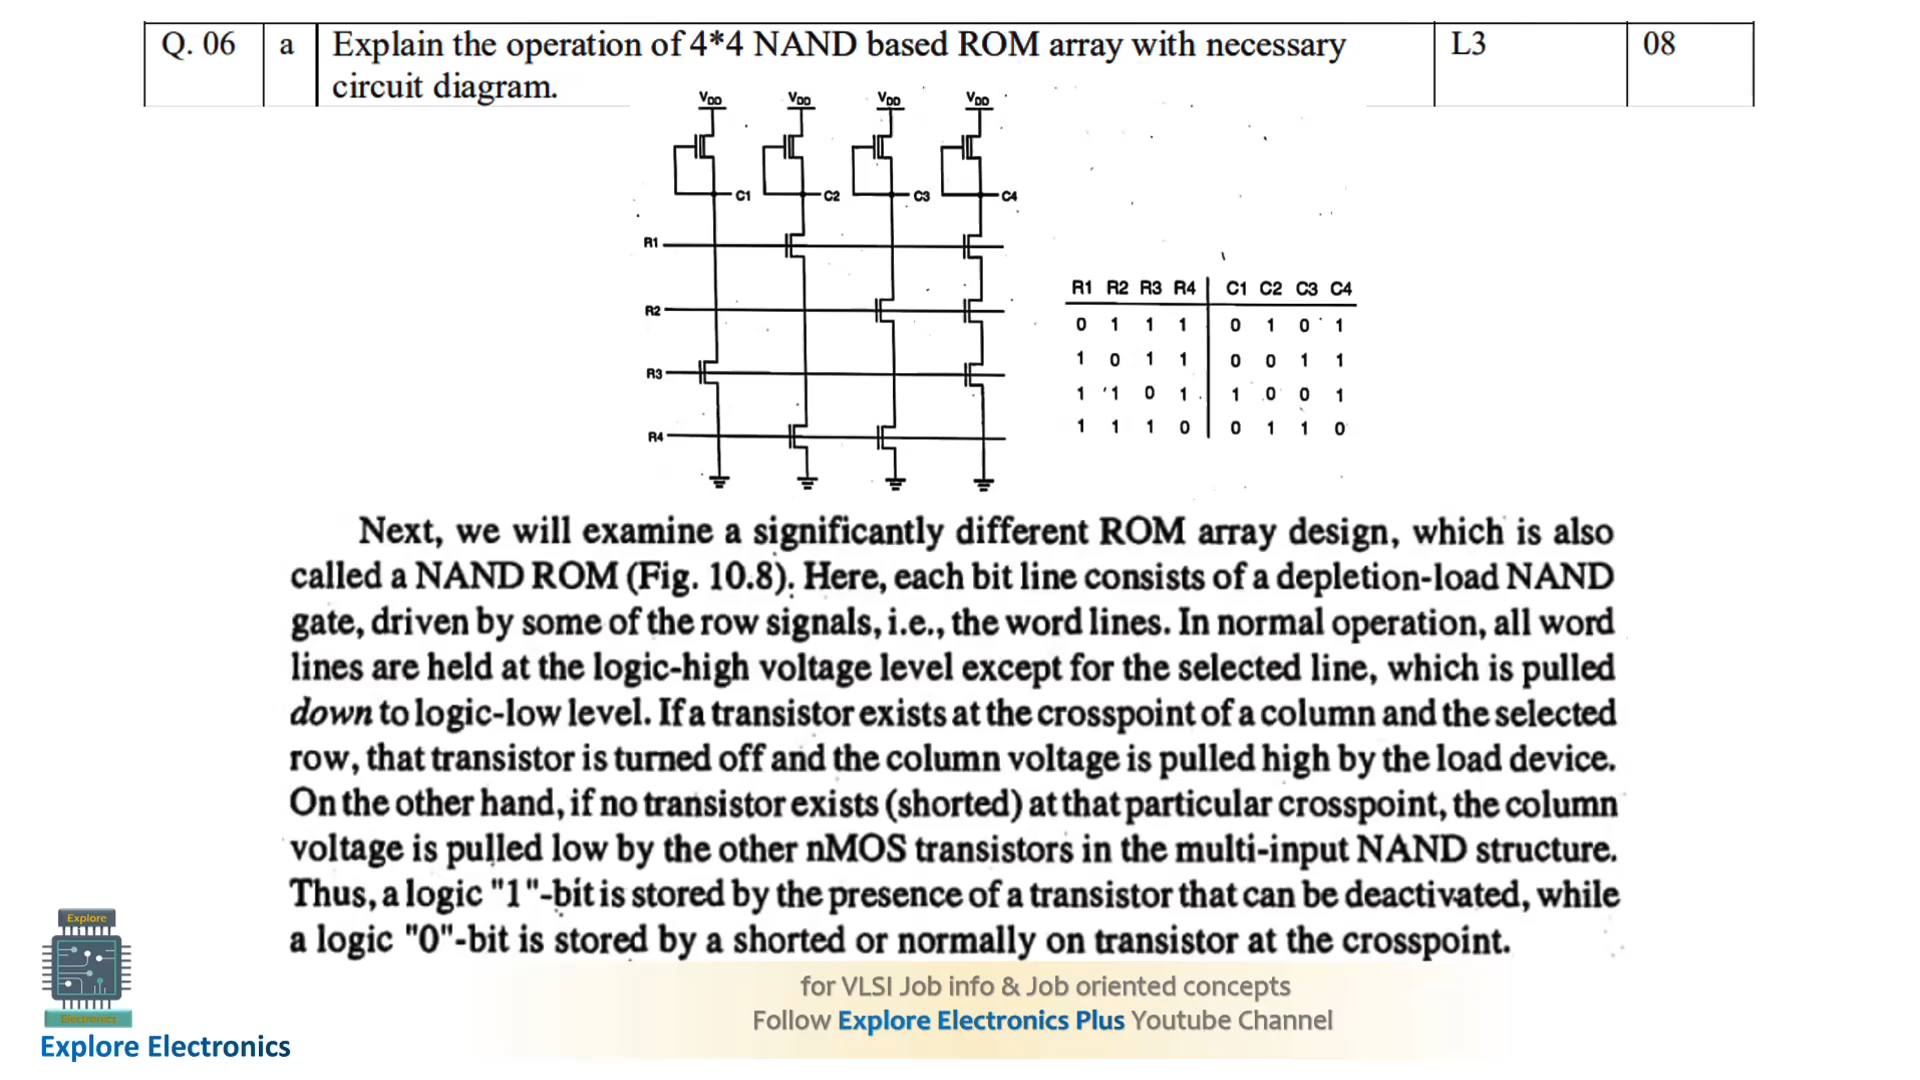 Q. 06 a Explain the operation of 4*4 NAND based ROM array with necessary L3 08
circuit diagram.
VDD VDD VDD VDD
C1 C2 C3 C4
R1
R2
R3
R4
R1 R2 R3 R4 C1 C2 C3 C4
0 1 1 1 0 1 0 1
1 0 1 1 0 0 1 1
1 1 0 1 1 0 0 1
1 1 1 0 0 1 1 0
Next, we will examine a significantly different ROM array design, which is also
called a NAND ROM (Fig. 10.8). Here, each bit line consists of a depletion-load NAND
gate, driven by some of the row signals, i.e., the word lines. In normal operation, all word
lines are held at the logic-high voltage level except for the selected line, which is pulled
down to logic-low level. If a transistor exists at the crosspoint of a column and the selected
row, that transistor is turned off and the column voltage is pulled high by the load device.
On the other hand, if no transistor exists (shorted) at that particular crosspoint, the column
voltage is pulled low by the other nMOS transistors in the multi-input NAND structure.
Thus, a logic "1"-bit is stored by the presence of a transistor that can be deactivated, while
a logic "0"-bit is stored by a shorted or normally on transistor at the crosspoint.
Explore
Electronics
Explore Electronics
for VLSI Job info & Job oriented concepts
Follow Explore Electronics Plus Youtube Channel